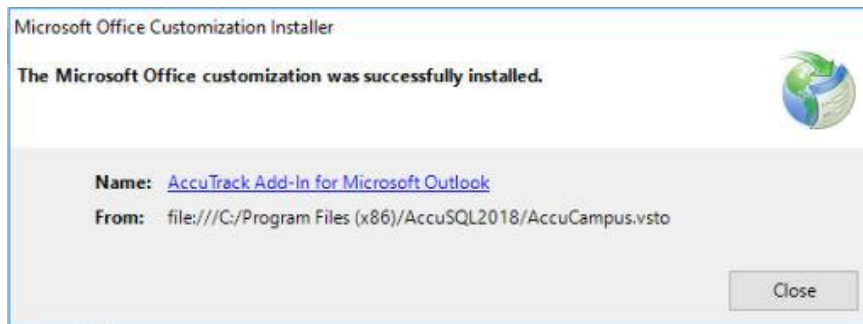 Microsoft Office Customization Installer
The Microsoft Office customization was successfully installed.
Name: AccuTrack Add-In for Microsoft Outlook
From: file:///C:/Program Files (x86)/AccuSQL2018/AccuCampus.vsto
Close